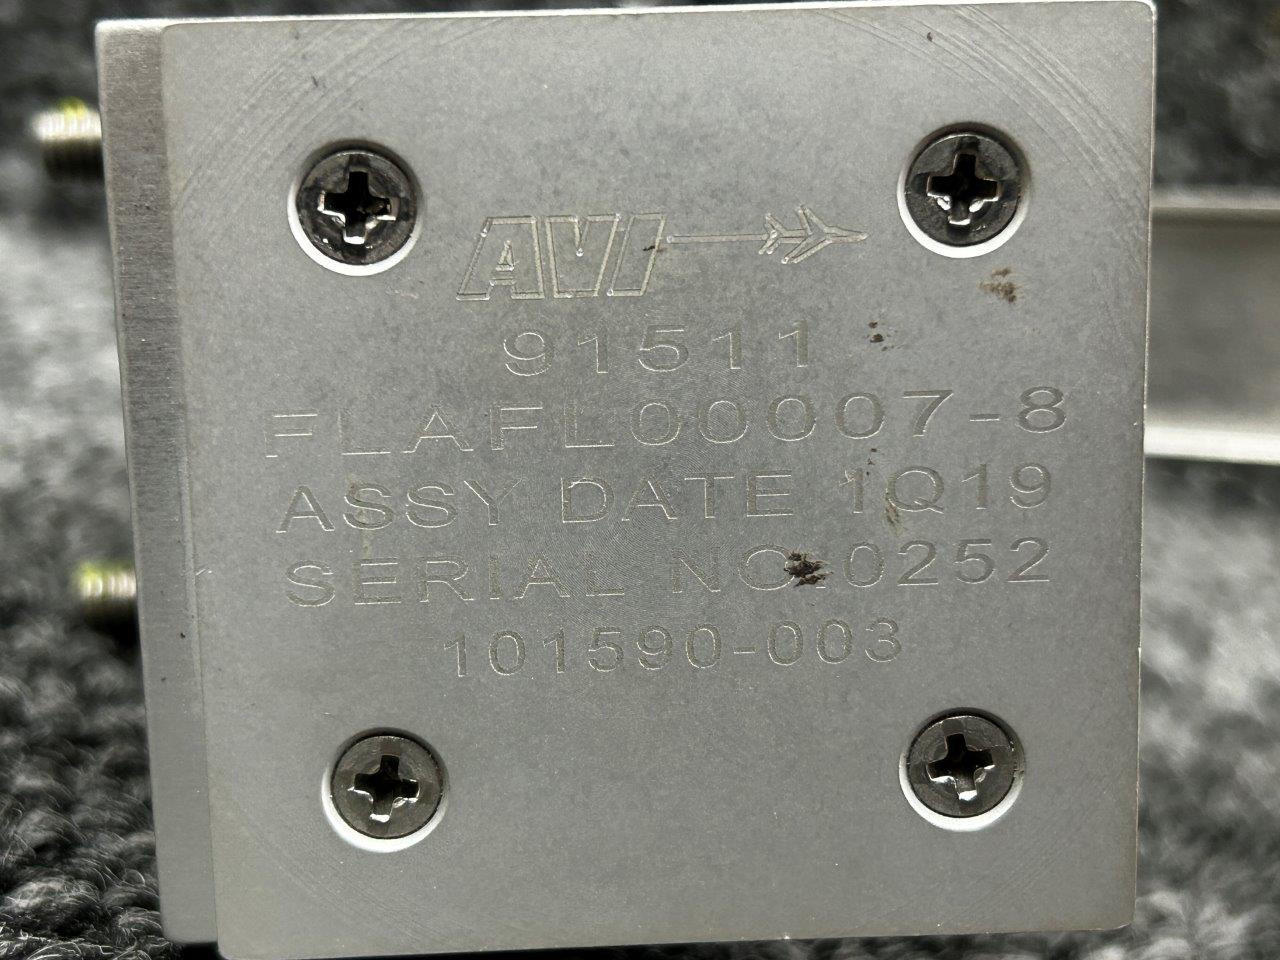 AVI
91511
FLAFL00007-8
ASSY DATE 1Q19
SERIAL NO:0252
101590-003